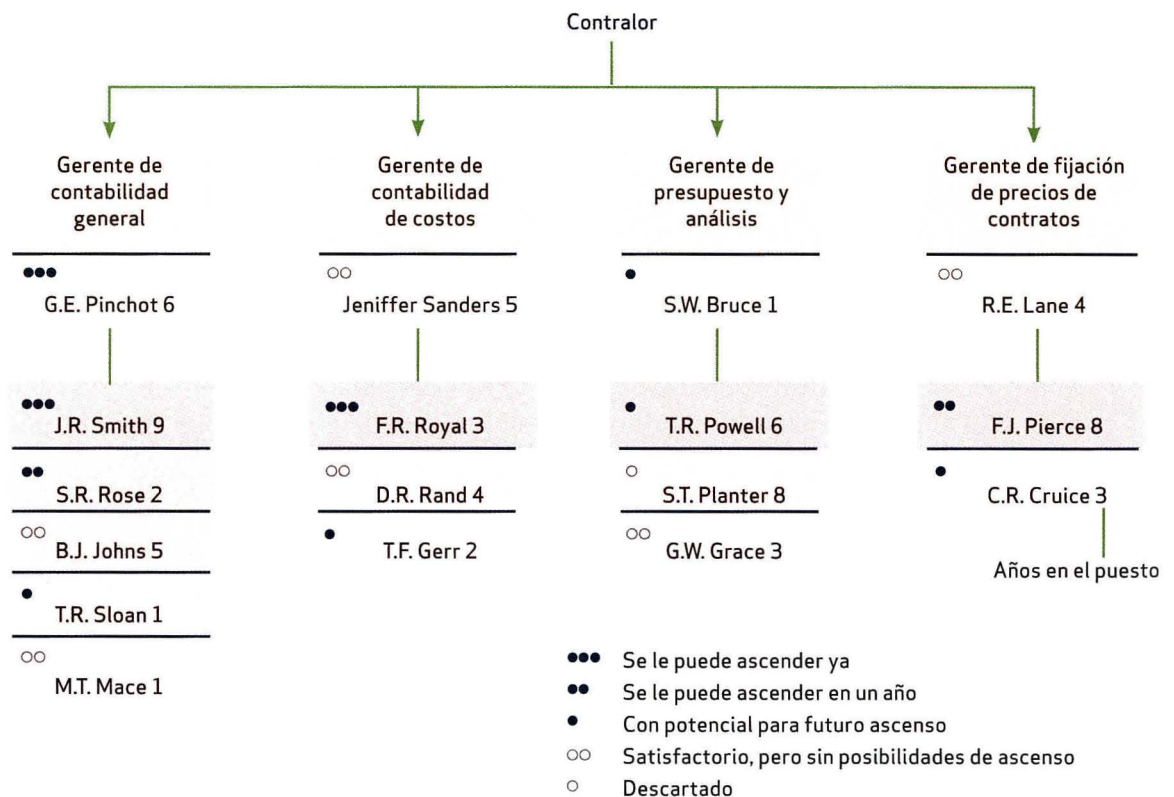 Contralor
Gerente de
contabilidad
general
●●●
G.E. Pinchot 6
●●●
J.R. Smith 9
●●
S.R. Rose 2
○○
B.J. Johns 5
●
T.R. Sloan 1
○○
M.T. Mace 1
Gerente de
contabilidad
de costos
○○
Jeniffer Sanders 5
●●●
F.R. Royal 3
○○
D.R. Rand 4
●
T.F. Gerr 2
Gerente de
presupuesto y
análisis
●
S.W. Bruce 1
●
T.R. Powell 6
○
S.T. Planter 8
○○
G.W. Grace 3
Gerente de fijación
de precios de
contratos
○○
R.E. Lane 4
●●
F.J. Pierce 8
●
C.R. Cruice 3
Años en el puesto
●●● Se le puede ascender ya
●● Se le puede ascender en un año
● Con potencial para futuro ascenso
○○ Satisfactorio, pero sin posibilidades de ascenso
○ Descartado